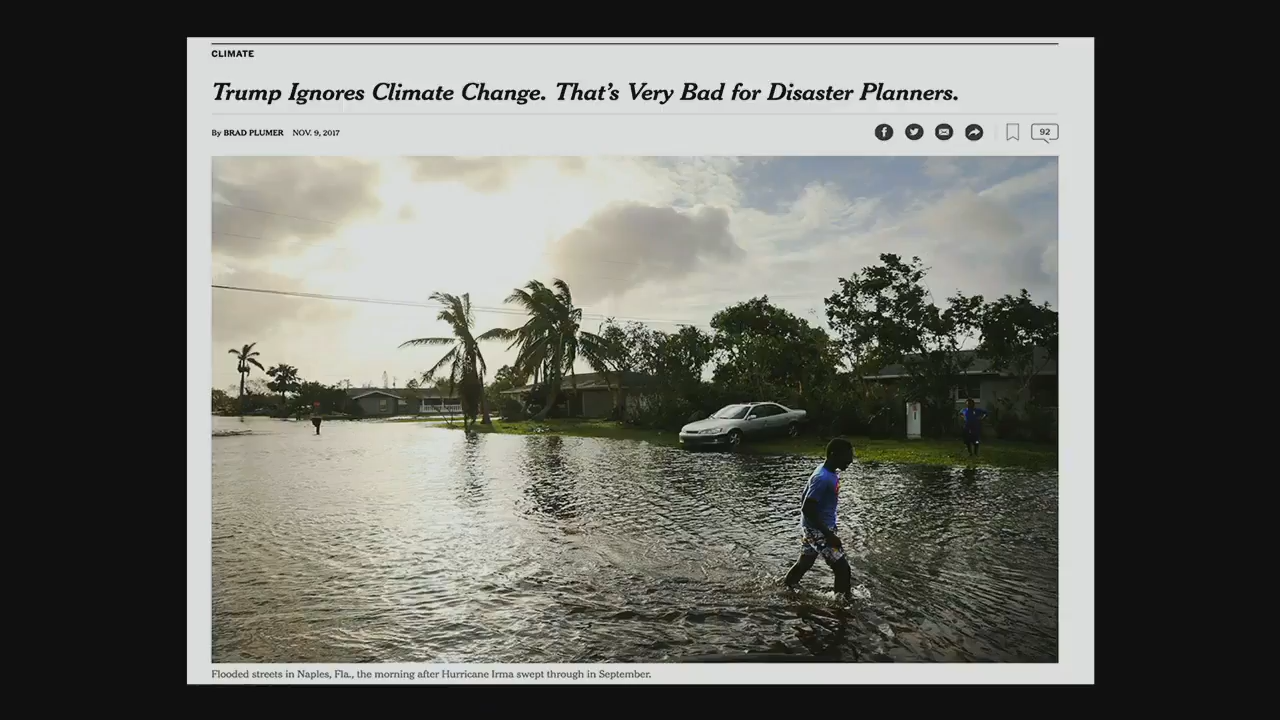 CLIMATE
Trump Ignores Climate Change. That's Very Bad for Disaster Planners.
By BRAD PLUMER NOV. 9, 2017
92
Flooded streets in Naples, Fla., the morning after Hurricane Irma swept through in September.